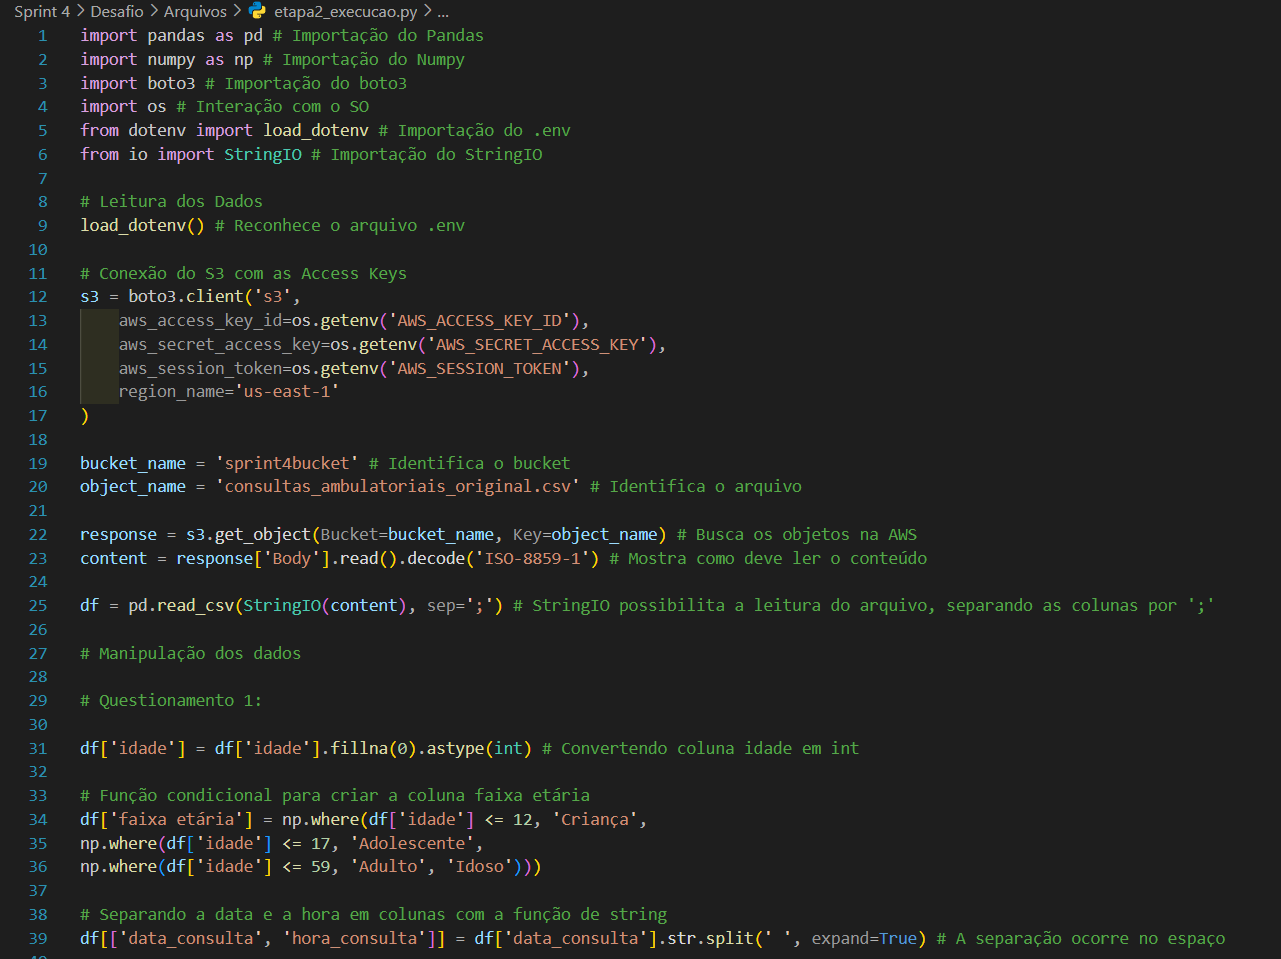 Sprint 4 > Desafio > Arquivos > etapa2_execucao.py > ...
1 import pandas as pd # Importação do Pandas
2 import numpy as np # Importação do Numpy
3 import boto3 # Importação do boto3
4 import os # Interação com o SO
5 from dotenv import load_dotenv # Importação do .env
6 from io import StringIO # Importação do StringIO
7
8 # Leitura dos Dados
9 load_dotenv() # Reconhece o arquivo .env
10
11 # Conexão do S3 com as Access Keys
12 s3 = boto3.client('s3',
13     aws_access_key_id=os.getenv('AWS_ACCESS_KEY_ID'),
14     aws_secret_access_key=os.getenv('AWS_SECRET_ACCESS_KEY'),
15     aws_session_token=os.getenv('AWS_SESSION_TOKEN'),
16     region_name='us-east-1'
17 )
18
19 bucket_name = 'sprint4bucket' # Identifica o bucket
20 object_name = 'consultas_ambulatoriais_original.csv' # Identifica o arquivo
21
22 response = s3.get_object(Bucket=bucket_name, Key=object_name) # Busca os objetos na AWS
23 content = response['Body'].read().decode('ISO-8859-1') # Mostra como deve ler o conteúdo
24
25 df = pd.read_csv(StringIO(content), sep=';') # StringIO possibilita a leitura do arquivo, separando as colunas por ';'
26
27 # Manipulação dos dados
28
29 # Questionamento 1:
30
31 df['idade'] = df['idade'].fillna(0).astype(int) # Convertendo coluna idade em int
32
33 # Função condicional para criar a coluna faixa etária
34 df['faixa etária'] = np.where(df['idade'] <= 12, 'Criança',
35 np.where(df['idade'] <= 17, 'Adolescente',
36 np.where(df['idade'] <= 59, 'Adulto', 'Idoso')))
37
38 # Separando a data e a hora em colunas com a função de string
39 df[['data_consulta', 'hora_consulta']] = df['data_consulta'].str.split(' ', expand=True) # A separação ocorre no espaço